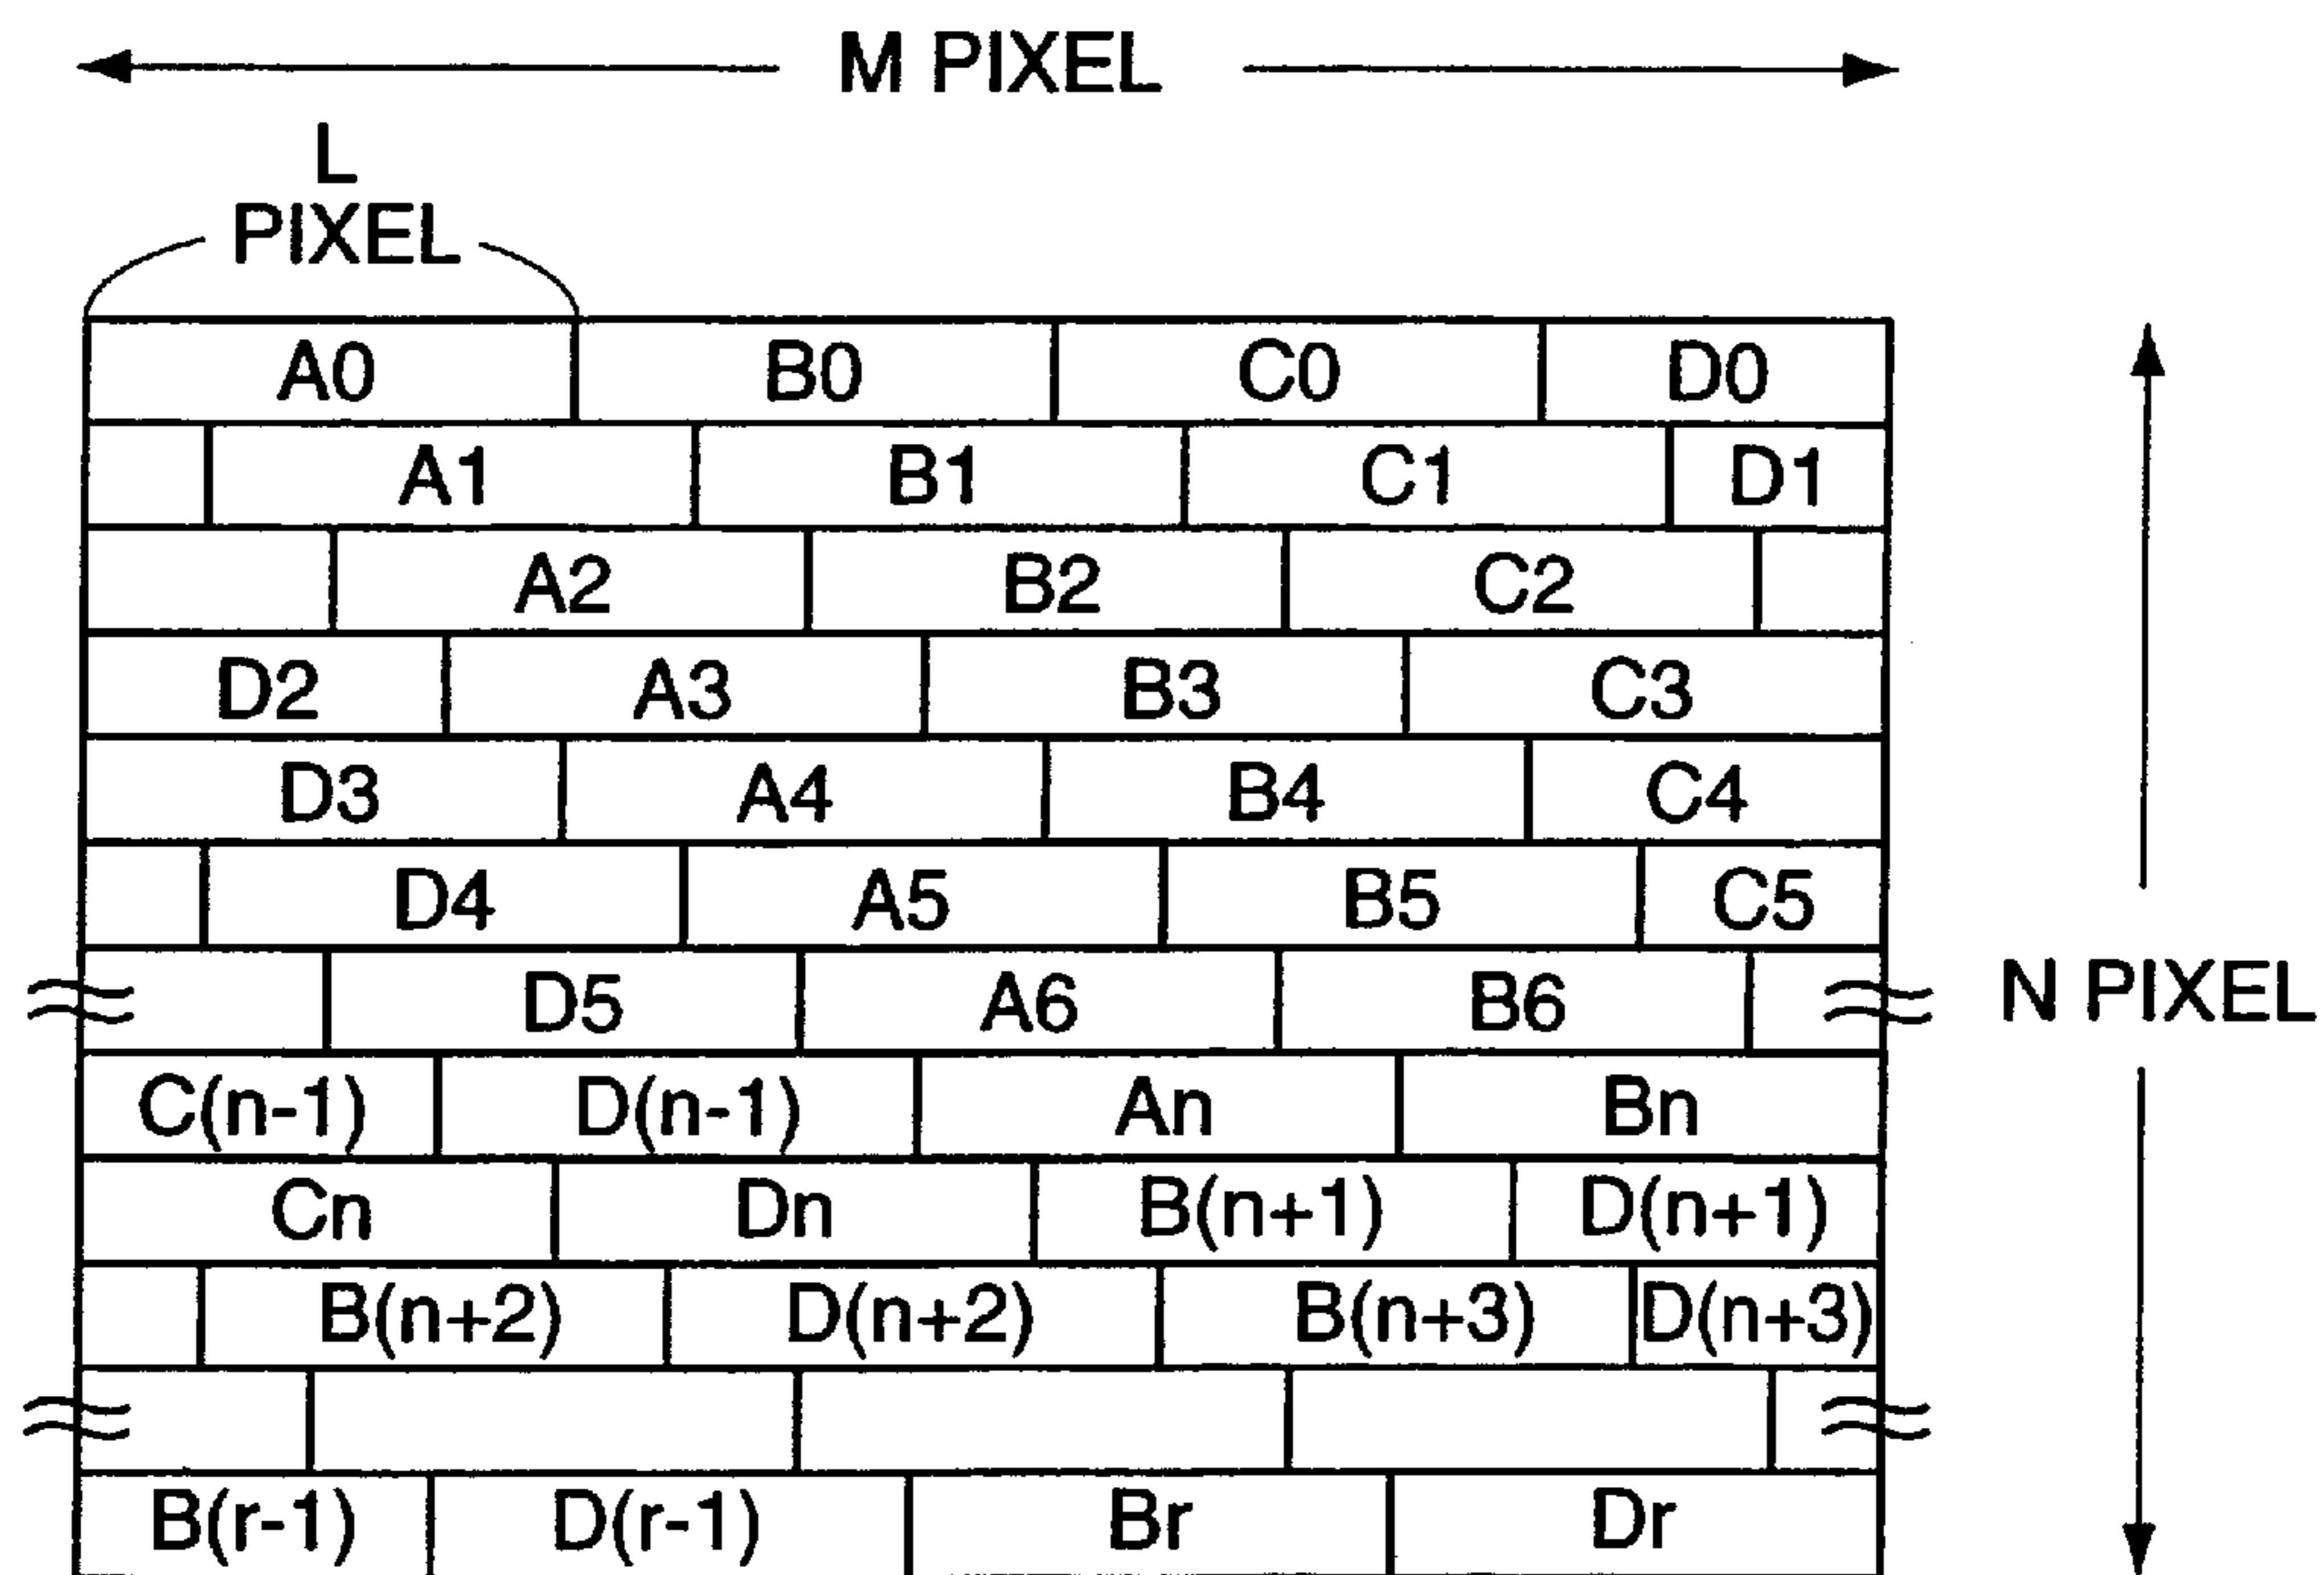 M PIXEL
L
PIXEL
A0 B0 C0 D0
A1 B1 C1 D1
A2 B2 C2
D2 A3 B3 C3
D3 A4 B4 C4
D4 A5 B5 C5
D5 A6 B6
N PIXEL
C(n-1) D(n-1) An Bn
Cn Dn B(n+1) D(n+1)
B(n+2) D(n+2) B(n+3) D(n+3)
B(r-1) D(r-1) Br Dr